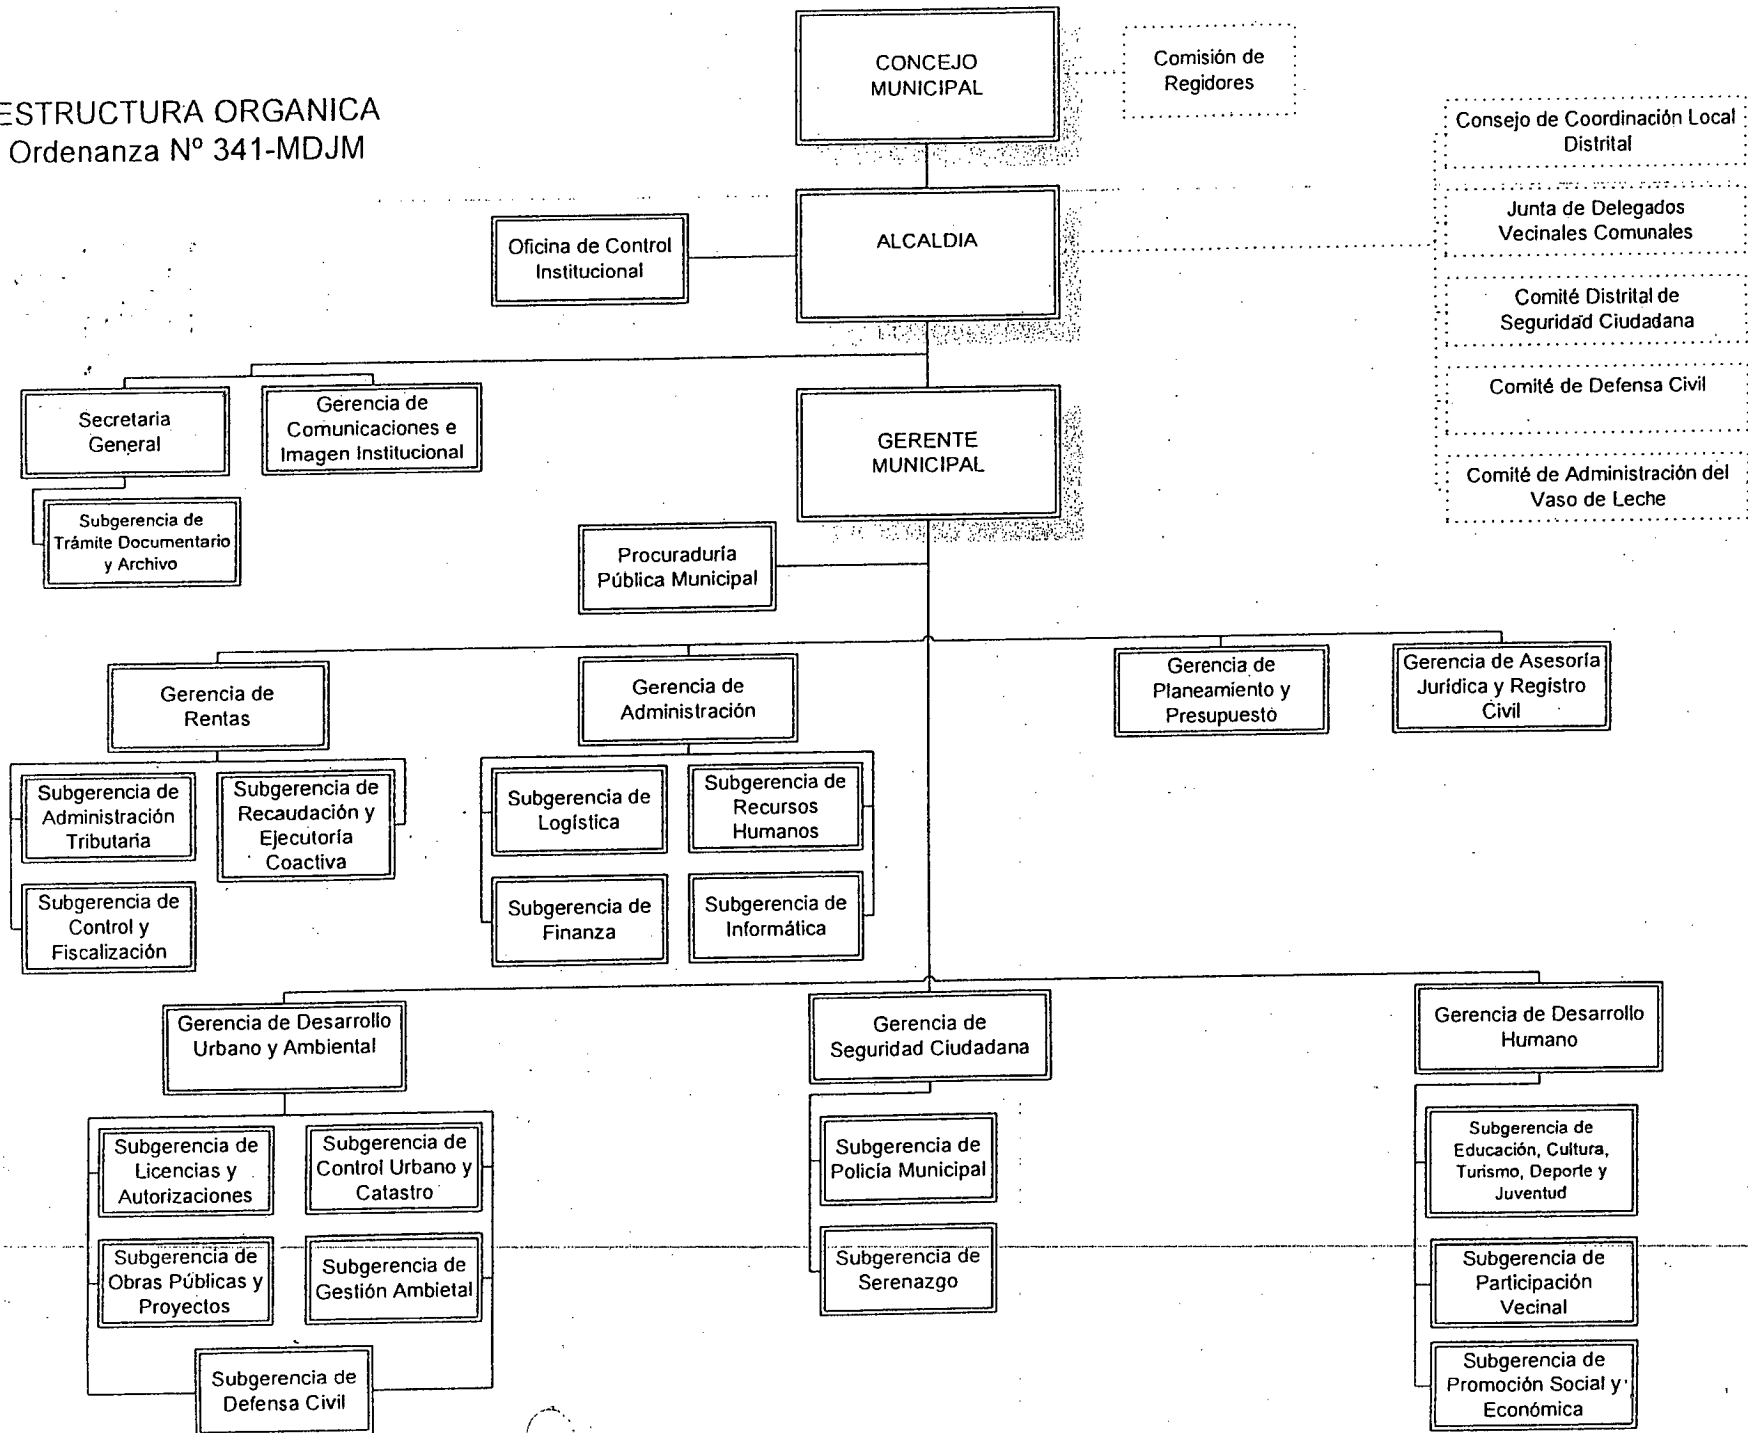 ESTRUCTURA ORGANICA
Ordenanza Nº 341-MDJM
CONCEJO
MUNICIPAL
Comisión de
Regidores
Consejo de Coordinación Local
Distrital
Junta de Delegados
Vecinales Comunales
Comité Distrital de
Seguridad Ciudadana
Comité de Defensa Civil
Comité de Administración del
Vaso de Leche
ALCALDIA
Oficina de Control
Institucional
Secretaria
General
Gerencia de
Comunicaciones e
Imagen Institucional
Subgerencia de
Trámite Documentario
y Archivo
GERENTE
MUNICIPAL
Procuraduría
Pública Municipal
Gerencia de
Rentas
Gerencia de
Administración
Gerencia de
Planeamiento y
Presupuesto
Gerencia de Asesoría
Jurídica y Registro
Civil
Subgerencia de
Administración
Tributaria
Subgerencia de
Recaudación y
Ejecutoría
Coactiva
Subgerencia de
Control y
Fiscalización
Subgerencia de
Logística
Subgerencia de
Recursos
Humanos
Subgerencia de
Finanza
Subgerencia de
Informática
Gerencia de Desarrollo
Urbano y Ambiental
Gerencia de
Seguridad Ciudadana
Gerencia de Desarrollo
Humano
Subgerencia de
Licencias y
Autorizaciones
Subgerencia de
Control Urbano y
Catastro
Subgerencia de
Obras Públicas y
Proyectos
Subgerencia de
Gestión Ambietal
Subgerencia de
Defensa Civil
Subgerencia de
Policía Municipal
Subgerencia de
Serenazgo
Subgerencia de
Educación, Cultura,
Turismo, Deporte y
Juventud
Subgerencia de
Participación
Vecinal
Subgerencia de
Promoción Social y
Económica